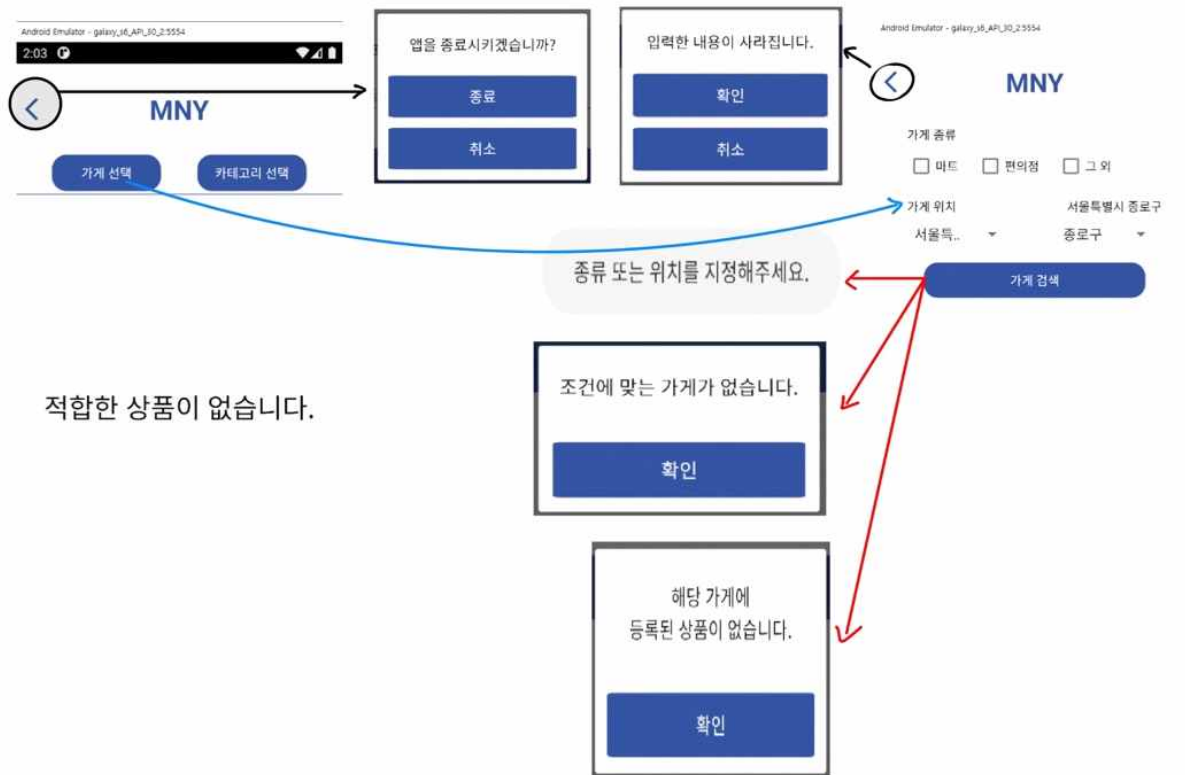 Android Emulator - galaxy_s6_API_30_2:5554
2:03
MNY
가게 선택
카테고리 선택
앱을 종료시키겠습니까?
종료
취소
입력한 내용이 사라집니다.
확인
취소
Android Emulator - galaxy_s6_API_30_2:5554
MNY
가게 종류
마트
편의점
그 외
가게 위치
서울특별시 종로구
서울특..
종로구
가게 검색
종류 또는 위치를 지정해주세요.
조건에 맞는 가게가 없습니다.
확인
적합한 상품이 없습니다.
해당 가게에
등록된 상품이 없습니다.
확인